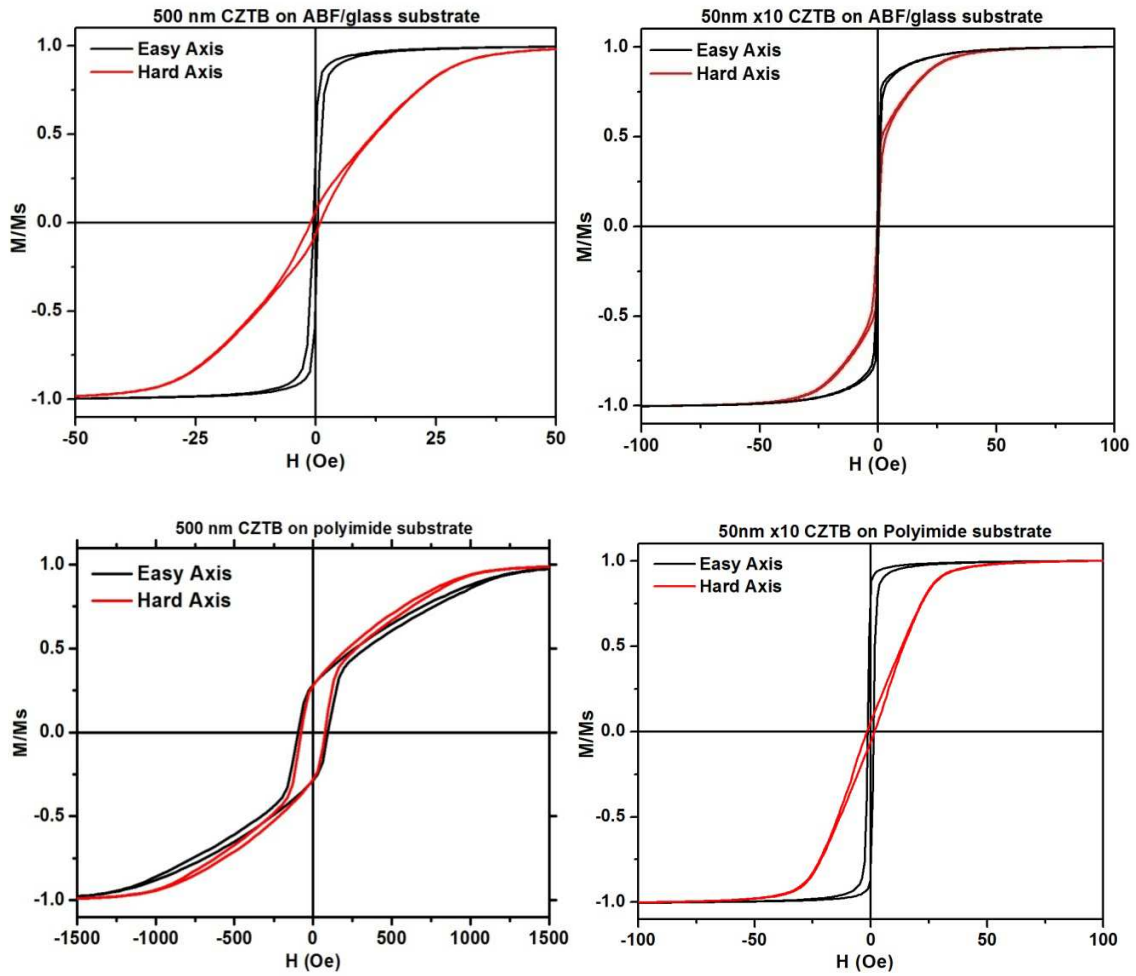 500 nm CZTB on ABF/glass substrate
Easy Axis
Hard Axis
1.0
0.5
0.0
-0.5
-1.0
M/Ms
-50
-25
0
25
50
H (Oe)
50nm x10 CZTB on ABF/glass substrate
Easy Axis
Hard Axis
1.0
0.5
0.0
-0.5
-1.0
M/Ms
-100
-50
0
50
100
H (Oe)
500 nm CZTB on polyimide substrate
Easy Axis
Hard Axis
1.0
0.5
0.0
-0.5
-1.0
M/Ms
-1500
-1000
-500
0
500
1000
1500
H (Oe)
50nm x10 CZTB on Polyimide substrate
Easy Axis
Hard Axis
1.0
0.5
0.0
-0.5
-1.0
M/Ms
-100
-50
0
50
100
H (Oe)